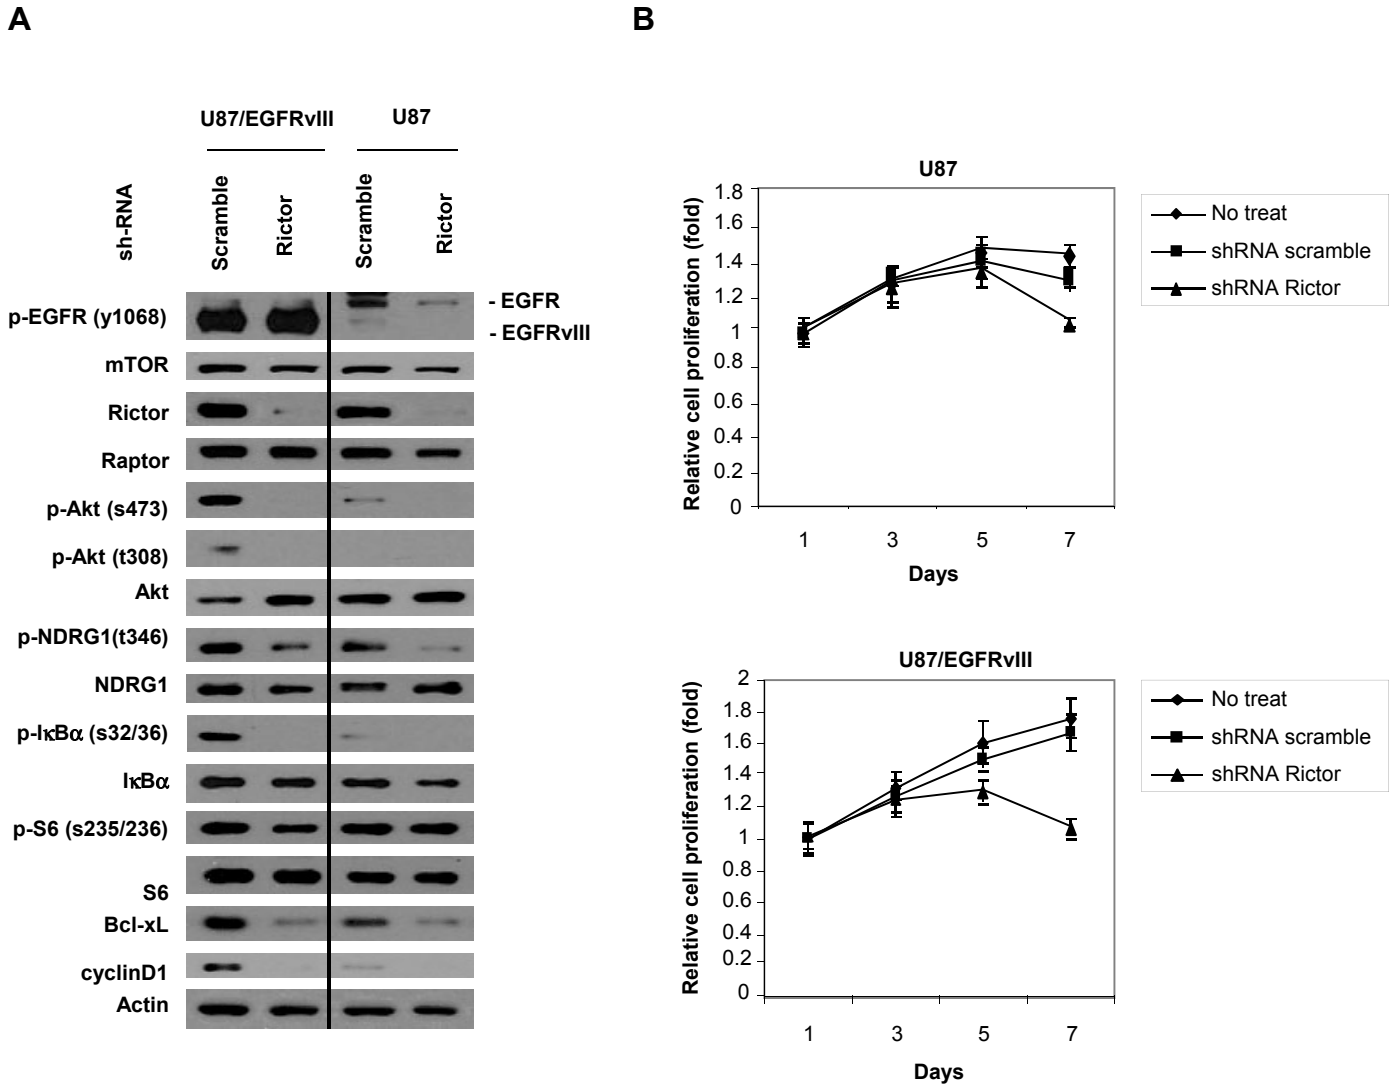 A
B
U87/EGFRvIII
U87
sh-RNA
Scramble
Rictor
Scramble
Rictor
p-EGFR (y1068)
- EGFR
- EGFRvIII
mTOR
Rictor
Raptor
p-Akt (s473)
p-Akt (t308)
Akt
p-NDRG1(t346)
NDRG1
p-IκBα (s32/36)
IκBα
p-S6 (s235/236)
S6
Bcl-xL
cyclinD1
Actin
U87
Relative cell proliferation (fold)
1.8
1.6
1.4
1.2
1
0.8
0.6
0.4
0.2
0
1 3 5 7
Days
No treat
shRNA scramble
shRNA Rictor
U87/EGFRvIII
Relative cell proliferation (fold)
2
1.8
1.6
1.4
1.2
1
0.8
0.6
0.4
0.2
0
1 3 5 7
Days
No treat
shRNA scramble
shRNA Rictor